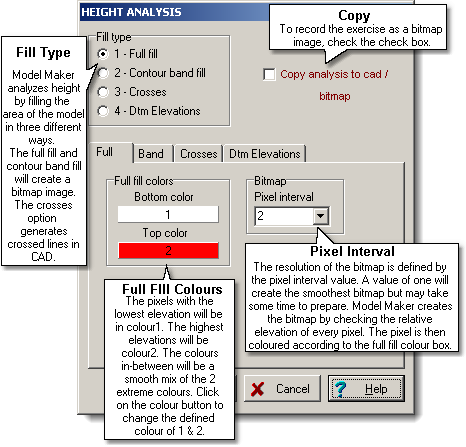 HEIGHT ANALYSIS
Fill Type
Model Maker
analyzes height
by filling the
area of the model
in three different
ways.
The full fill and
contour band fill
will create a
bitmap image.
The crosses
option
generates
crossed lines in
CAD.
Fill type
1 - Full fill
2 - Contour band fill
3 - Crosses
4 - Dtm Elevations
Copy
To record the exercise as a bitmap
image, check the check box.
Copy analysis to cad /
bitmap
Full
Band
Crosses
Dtm Elevations
Full fill colors
Bottom color
1
Top color
2
Bitmap
Pixel interval
2
Full FIll Colours
The pixels with the
lowest elevation will be
in colour1. The highest
elevations will be
colour2. The colours
in-between will be a
smooth mix of the 2
extreme colours. Click
on the colour button to
change the defined
colour of 1 & 2.
Pixel Interval
The resolution of the bitmap is defined by
the pixel interval value. A value of one will
create the smoothest bitmap but may take
some time to prepare. Model Maker creates
the bitmap by checking the relative
elevation of every pixel. The pixel is then
coloured according to the full fill colour box.
Cancel
Help